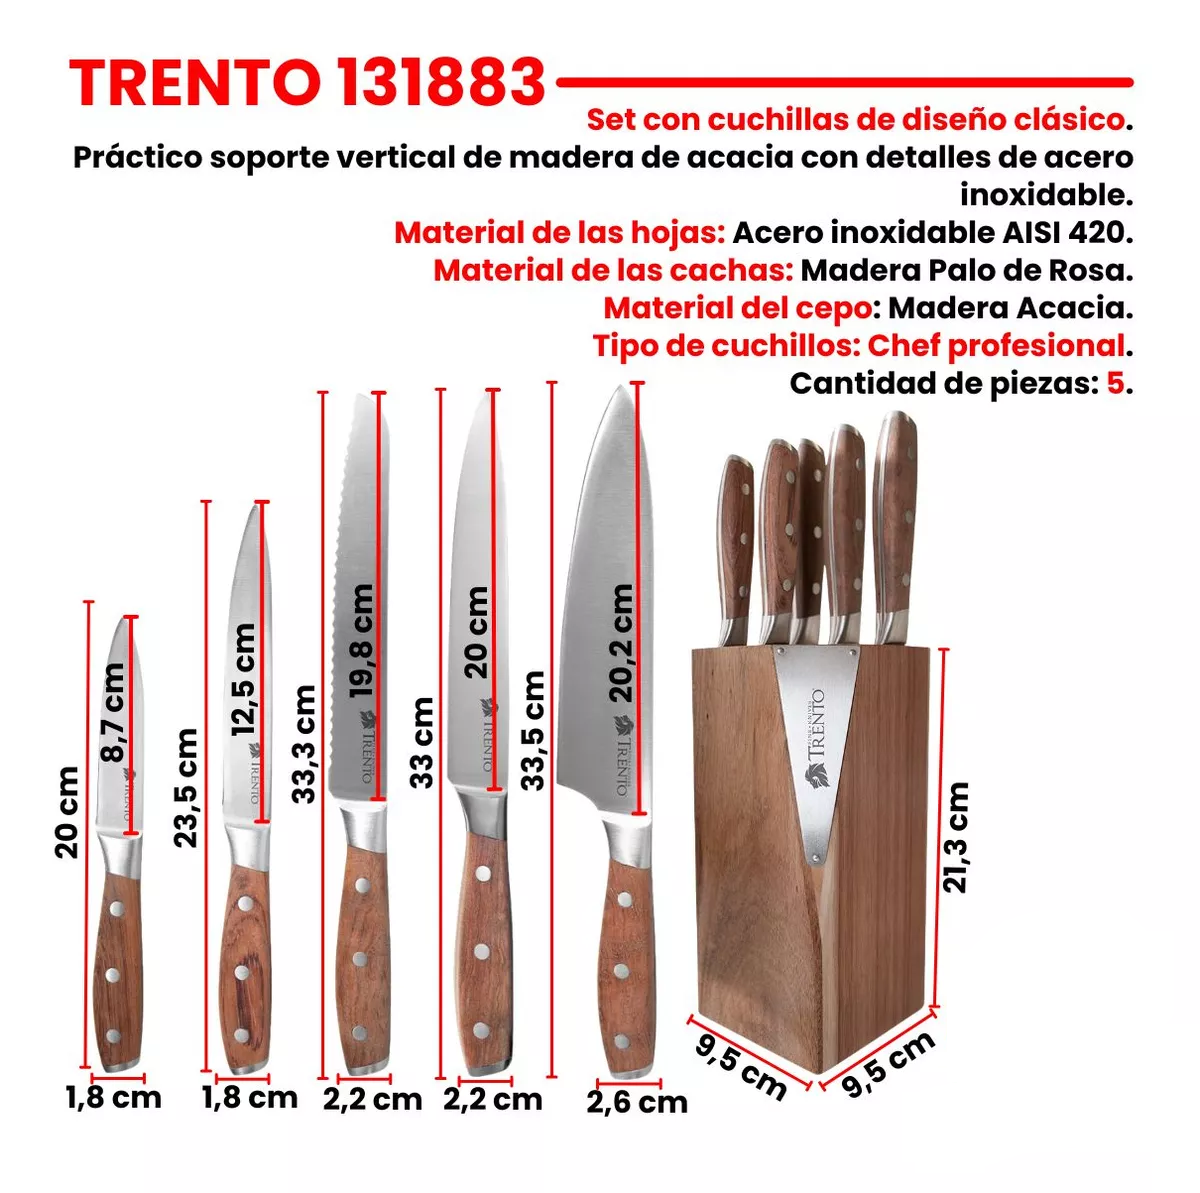 TRENTO 131883
Set con cuchillas de diseño clásico.
Práctico soporte vertical de madera de acacia con detalles de acero
inoxidable.
Material de las hojas: Acero inoxidable AISI 420.
Material de las cachas: Madera Palo de Rosa.
Material del cepo: Madera Acacia.
Tipo de cuchillos: Chef profesional.
Cantidad de piezas: 5.
20 cm
8,7 cm
TRENTO
1,8 cm
23,5 cm
12,5 cm
TRENTO
1,8 cm
33,3 cm
19,8 cm
TRENTO
2,2 cm
33 cm
20 cm
TRENTO
2,2 cm
33,5 cm
20,2 cm
TRENTO
2,6 cm
FINE KNIVES
TRENTO
21,3 cm
9,5 cm
9,5 cm